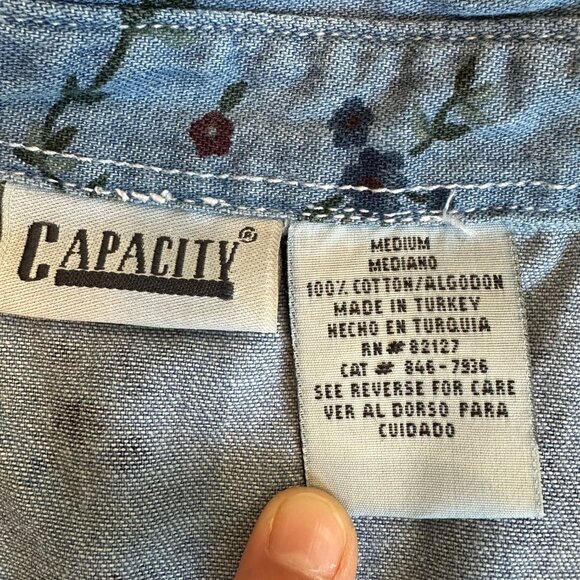 CAPACITY®
MEDIUM
MEDIANO
100% COTTON/ALGODON
MADE IN TURKEY
HECHO EN TURQUIA
RN# 82127
CAT # 846-7936
SEE REVERSE FOR CARE
VER AL DORSO PARA
CUIDADO